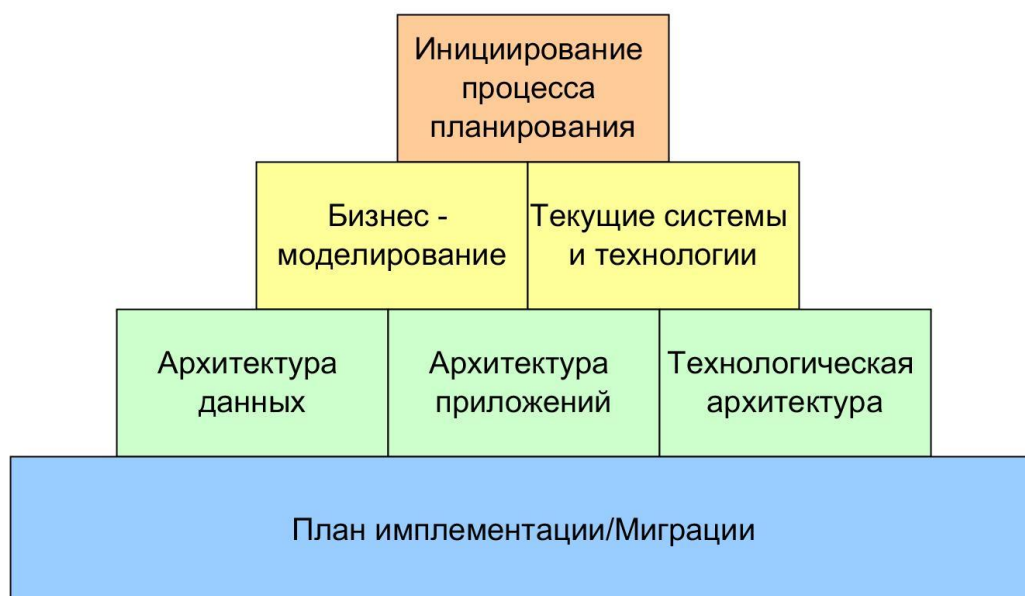 Инициирование
процесса
планирования
Бизнес -
моделирование
Текущие системы
и технологии
Архитектура
данных
Архитектура
приложений
Технологическая
архитектура
План имплементации/Миграции